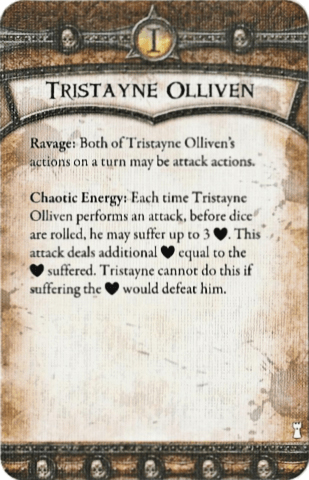 I
TRISTAYNE OLLIVEN
Ravage: Both of Tristayne Olliven's
actions on a turn may be attack actions.
Chaotic Energy: Each time Tristayne
Olliven performs an attack, before dice
are rolled, he may suffer up to 3 ♥. This
attack deals additional ♥ equal to the
♥ suffered. Tristayne cannot do this if
suffering the ♥ would defeat him.